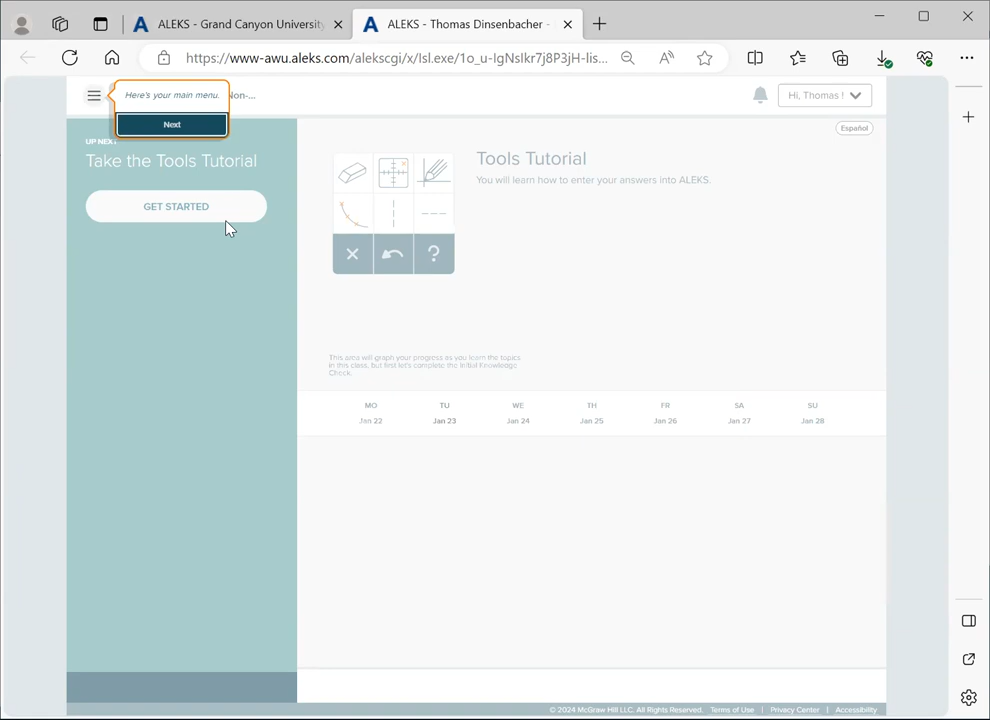 ALEKS - Grand Canyon University
ALEKS - Thomas Dinsenbacher -
https://www-awu.aleks.com/alekscgi/x/Isl.exe/1o_u-IgNsIkr7j8P3jH-lis...
Here's your main menu.
Non-...
Next
Hi, Thomas !
Español
UP NEXT
Take the Tools Tutorial
GET STARTED
Tools Tutorial
You will learn how to enter your answers into ALEKS.
?
This area will graph your progress as you learn the topics
in this class, but first let's complete the Initial Knowledge
Check.
MO TU WE TH FR SA SU
Jan 22 Jan 23 Jan 24 Jan 25 Jan 26 Jan 27 Jan 28
© 2024 McGraw Hill LLC. All Rights Reserved. Terms of Use | Privacy Center | Accessibility